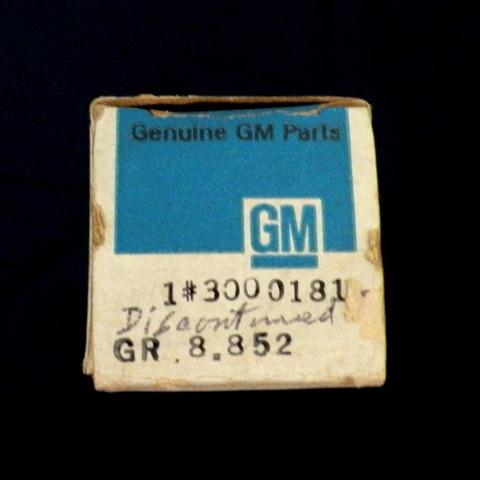 Genuine GM Parts
GM
1#3000181
Discontinued
GR 8.852